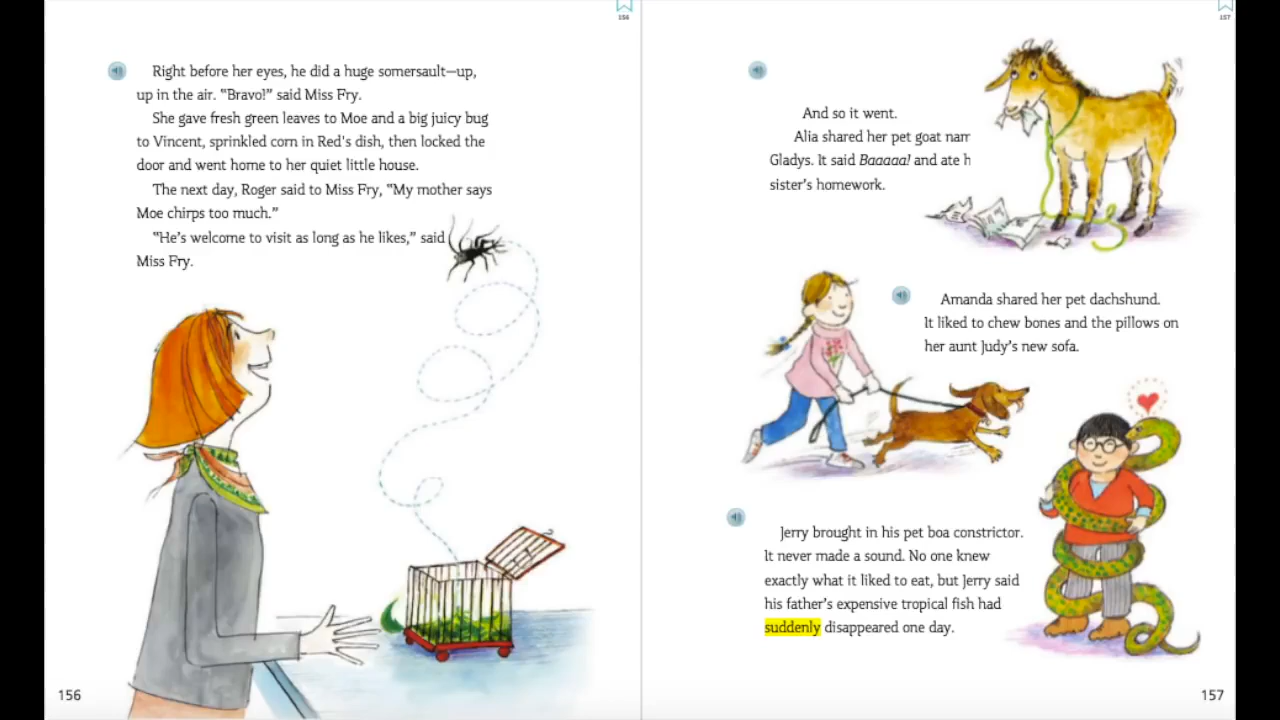 156
Right before her eyes, he did a huge somersault—up,
up in the air. “Bravo!” said Miss Fry.
She gave fresh green leaves to Moe and a big juicy bug
to Vincent, sprinkled corn in Red's dish, then locked the
door and went home to her quiet little house.
The next day, Roger said to Miss Fry, “My mother says
Moe chirps too much.”
“He’s welcome to visit as long as he likes,” said
Miss Fry.
156
157
And so it went.
Alia shared her pet goat nam
Gladys. It said Baaaaa! and ate h
sister’s homework.
Amanda shared her pet dachshund.
It liked to chew bones and the pillows on
her aunt Judy’s new sofa.
Jerry brought in his pet boa constrictor.
It never made a sound. No one knew
exactly what it liked to eat, but Jerry said
his father’s expensive tropical fish had
suddenly disappeared one day.
157